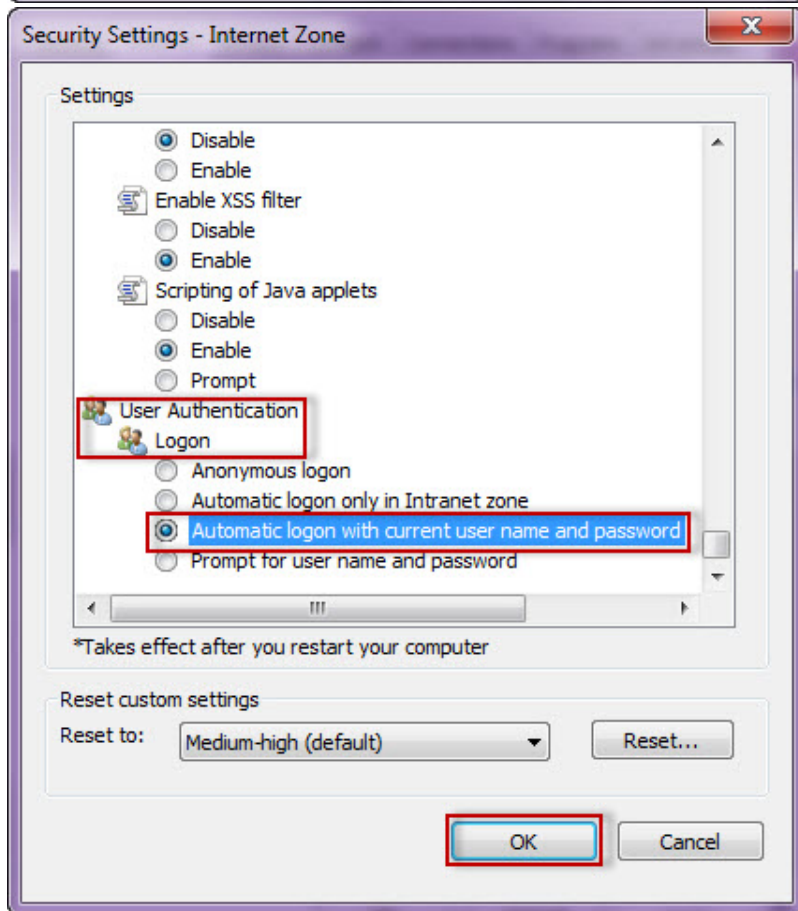 Security Settings - Internet Zone
Settings
Disable
Enable
Enable XSS filter
Disable
Enable
Scripting of Java applets
Disable
Enable
Prompt
User Authentication
Logon
Anonymous logon
Automatic logon only in Intranet zone
Automatic logon with current user name and password
Prompt for user name and password
*Takes effect after you restart your computer
Reset custom settings
Reset to: Medium-high (default) Reset...
OK Cancel